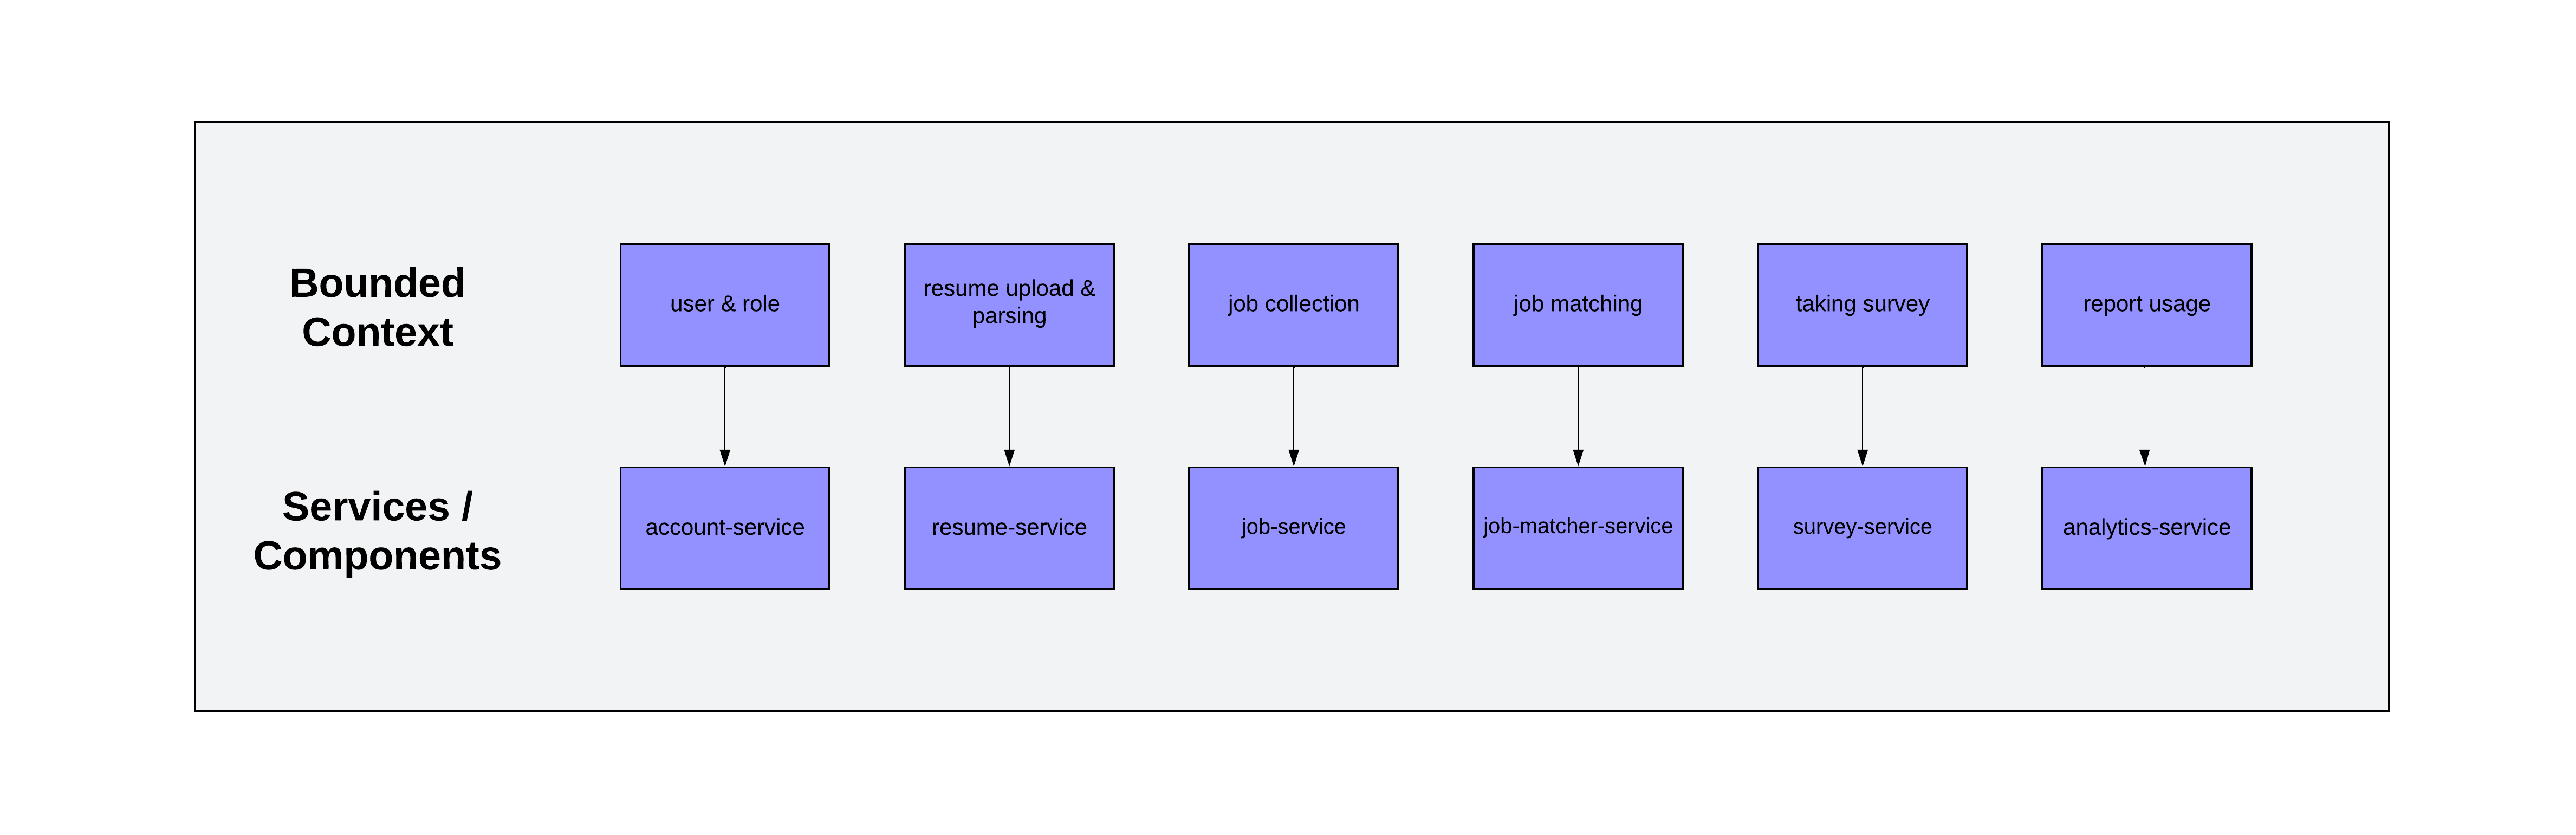 Bounded
Context
user & role
resume upload &
parsing
job collection
job matching
taking survey
report usage
Services /
Components
account-service
resume-service
job-service
job-matcher-service
survey-service
analytics-service